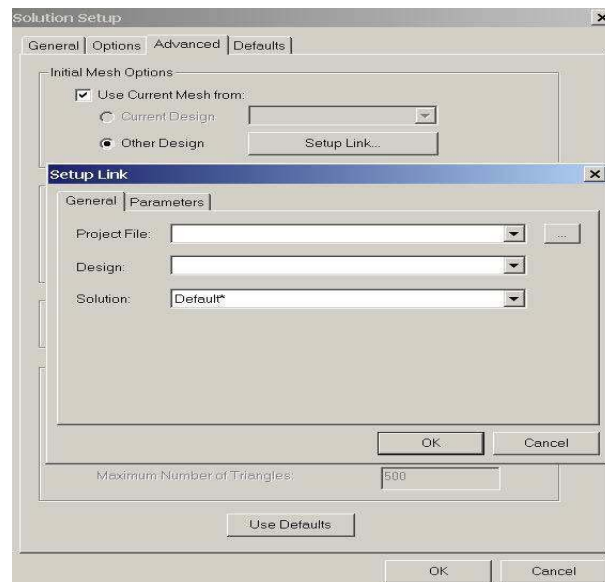 Solution Setup
General Options Advanced Defaults
Initial Mesh Options
Use Current Mesh from:
Current Design
Other Design Setup Link...
Setup Link
General Parameters
Project File: ...
Design:
Solution: Default*
OK Cancel
Maximum Number of Triangles: 500
Use Defaults
OK Cancel